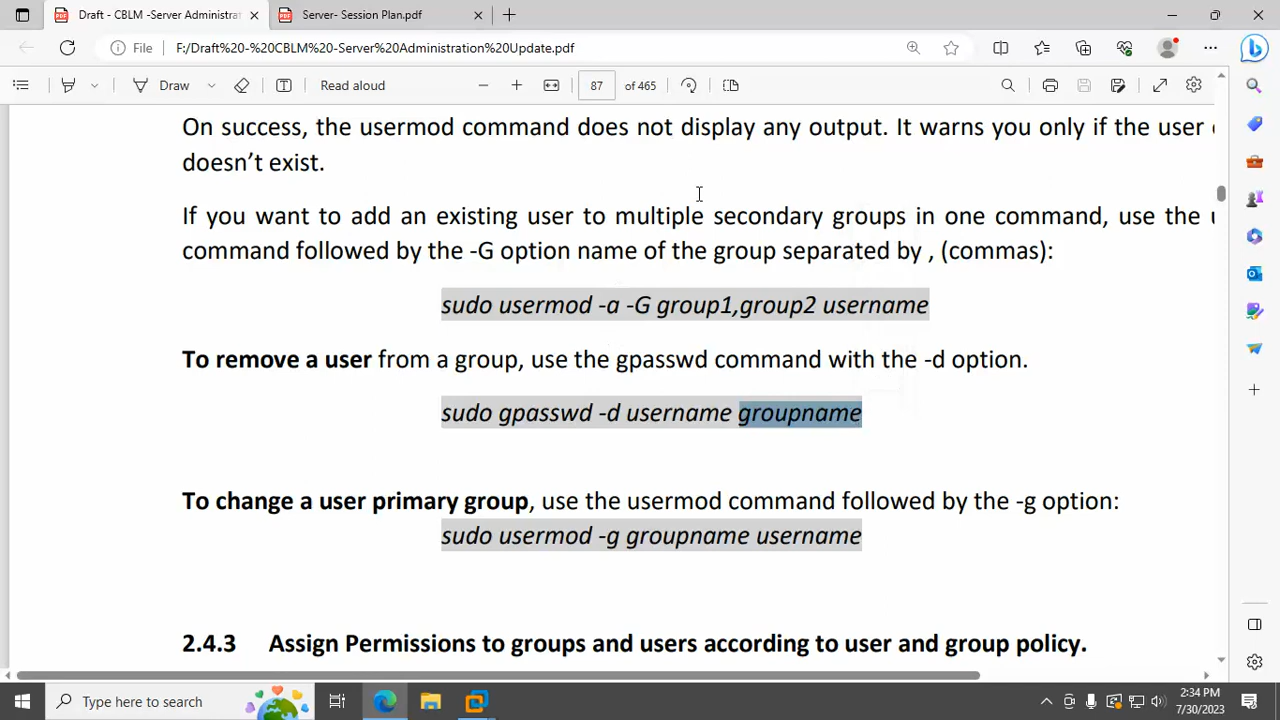 Draft - CBLM -Server Administra
Server- Session Plan.pdf
File F:/Draft%20-%20CBLM%20-Server%20Administration%20Update.pdf
Draw Read aloud 87 of 465
On success, the usermod command does not display any output. It warns you only if the user
doesn’t exist.
If you want to add an existing user to multiple secondary groups in one command, use the
command followed by the -G option name of the group separated by , (commas):
sudo usermod -a -G group1,group2 username
To remove a user from a group, use the gpasswd command with the -d option.
sudo gpasswd -d username groupname
To change a user primary group, use the usermod command followed by the -g option:
sudo usermod -g groupname username
2.4.3 Assign Permissions to groups and users according to user and group policy.
Type here to search
2:34 PM
7/30/2023